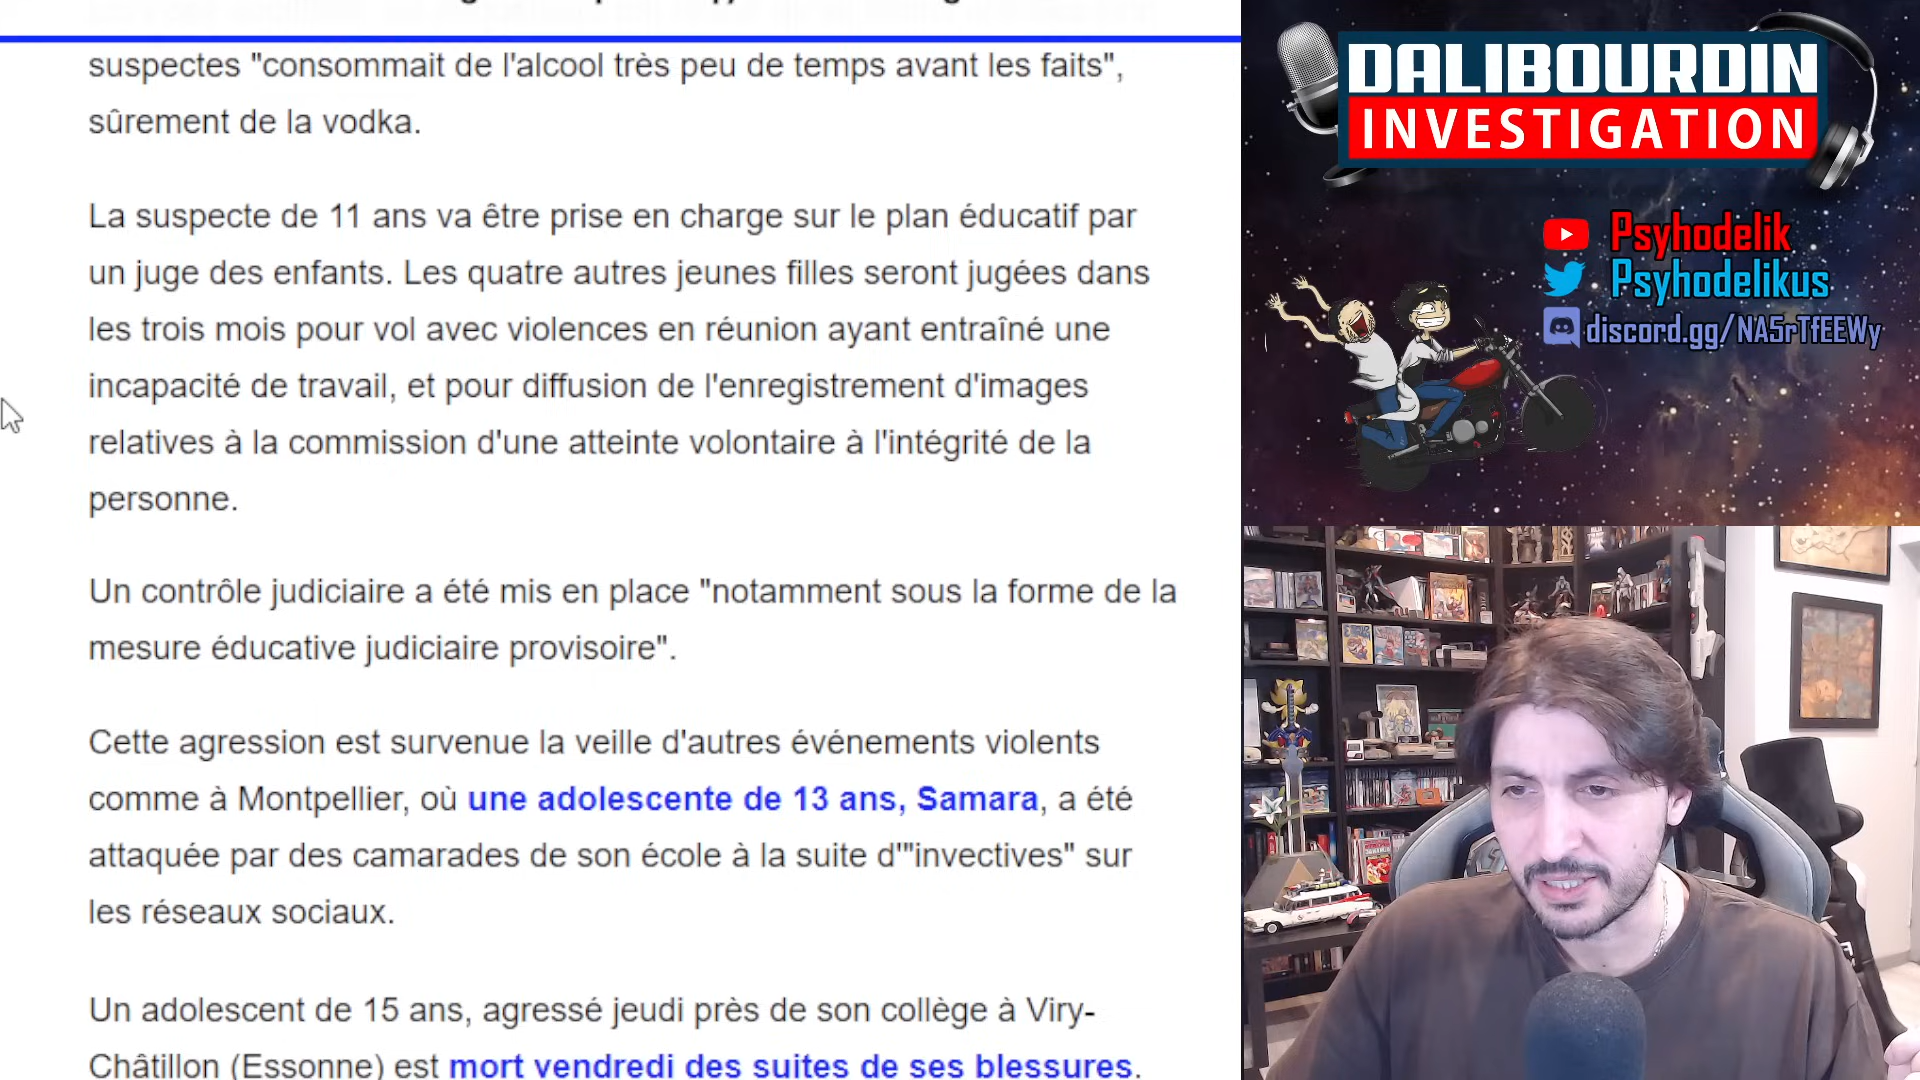 suspectes "consommait de l'alcool très peu de temps avant les faits",
sûrement de la vodka.
La suspecte de 11 ans va être prise en charge sur le plan éducatif par
un juge des enfants. Les quatre autres jeunes filles seront jugées dans
les trois mois pour vol avec violences en réunion ayant entraîné une
incapacité de travail, et pour diffusion de l'enregistrement d'images
relatives à la commission d'une atteinte volontaire à l'intégrité de la
personne.
Un contrôle judiciaire a été mis en place "notamment sous la forme de la
mesure éducative judiciaire provisoire".
Cette agression est survenue la veille d'autres événements violents
comme à Montpellier, où une adolescente de 13 ans, Samara, a été
attaquée par des camarades de son école à la suite d'"invectives" sur
les réseaux sociaux.
Un adolescent de 15 ans, agressé jeudi près de son collège à Viry-
Châtillon (Essonne) est mort vendredi des suites de ses blessures.
DALIBOURDIN
INVESTIGATION
Psyhodelik
Psyhodelikus
discord.gg/NA5rTfEEWy